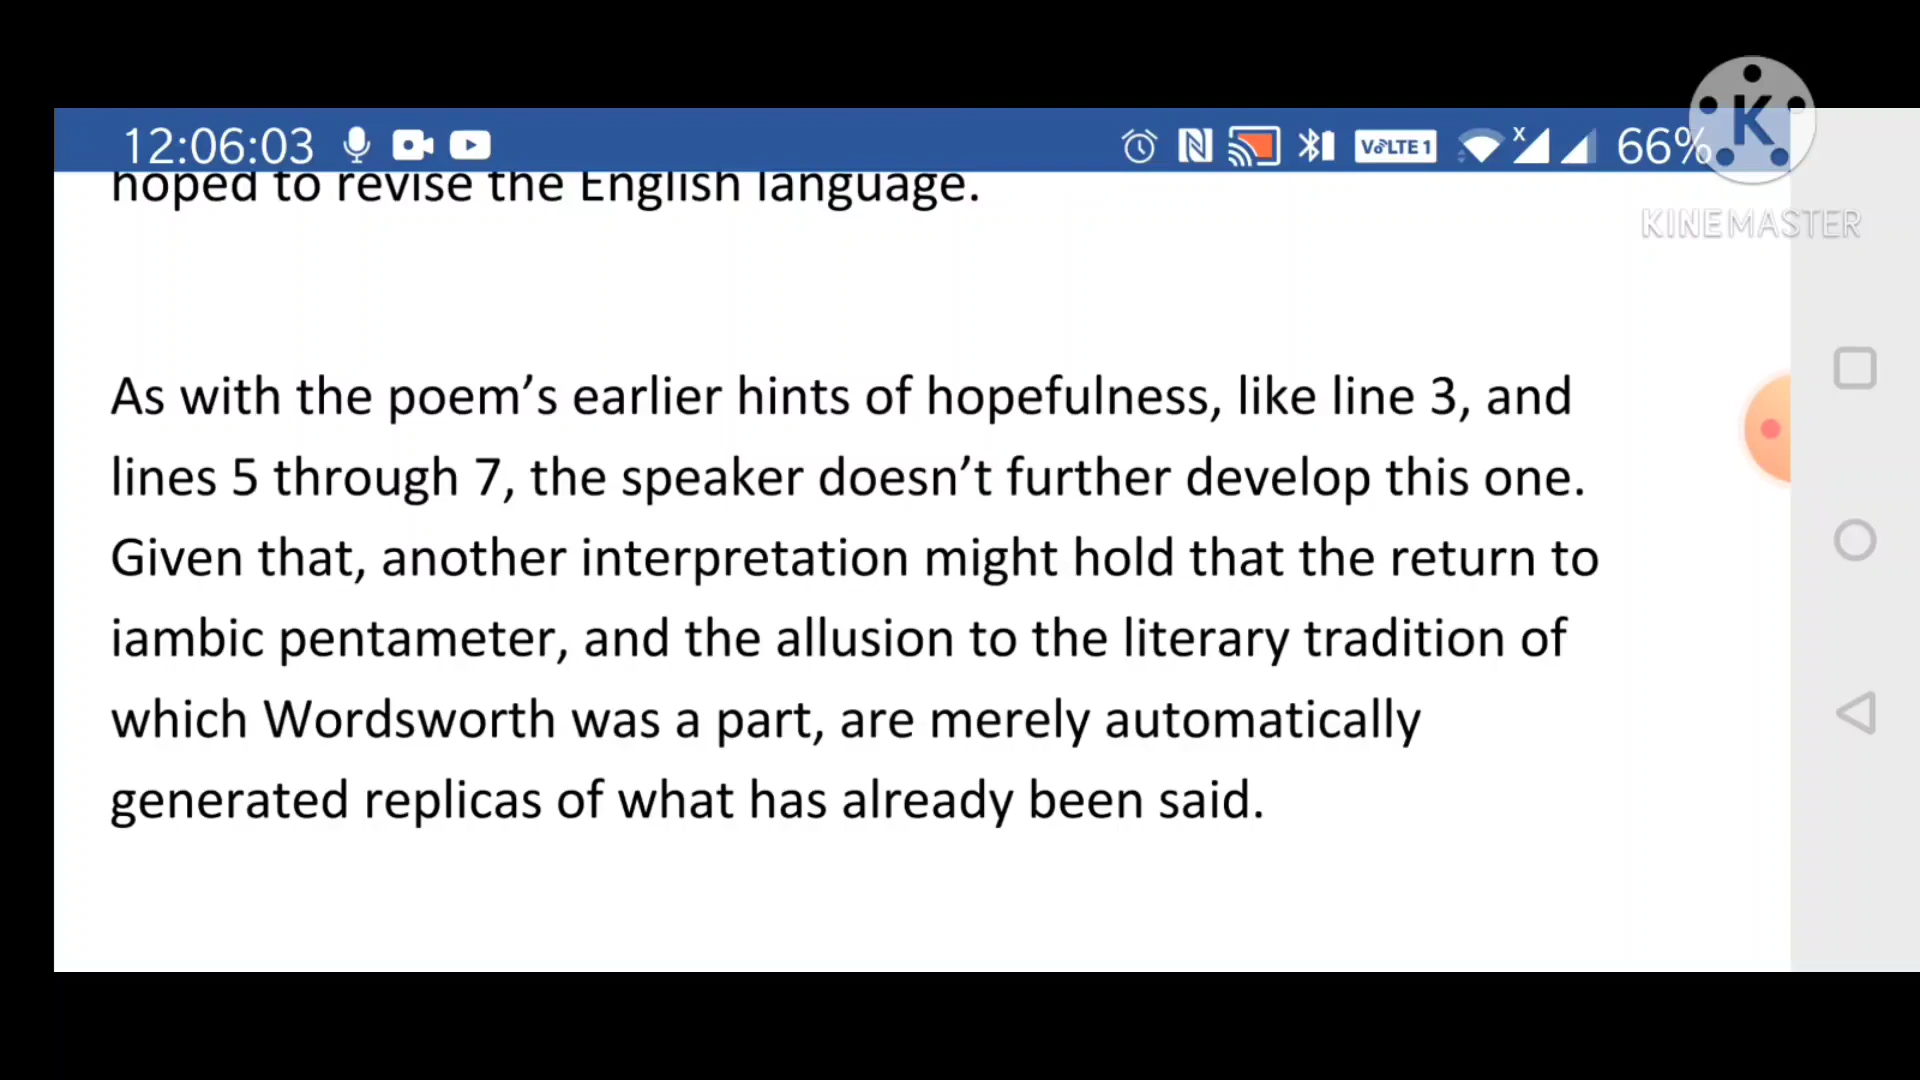 12:06:03 VoLTE 1 x 66%
K
KINEMASTER
hoped to revise the English language.
As with the poem’s earlier hints of hopefulness, like line 3, and
lines 5 through 7, the speaker doesn’t further develop this one.
Given that, another interpretation might hold that the return to
iambic pentameter, and the allusion to the literary tradition of
which Wordsworth was a part, are merely automatically
generated replicas of what has already been said.